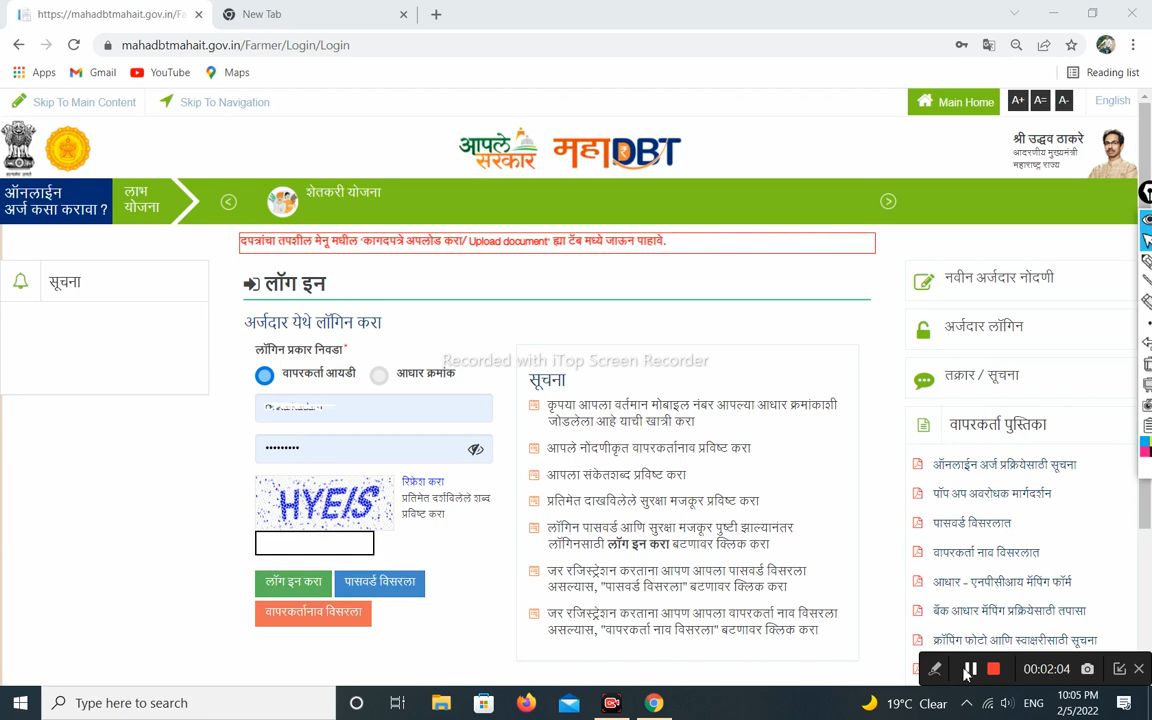 https://mahadbtmahait.gov.in/Fa
New Tab
mahadbtmahait.gov.in/Farmer/Login/Login
Apps
Gmail
YouTube
Maps
Reading list
Skip To Main Content
Skip To Navigation
Main Home
A+
A=
A-
English
आपले सरकार
महाDBT
श्री उद्धव ठाकरे
आदरणीय मुख्यमंत्री
महाराष्ट्र राज्य
ऑनलाईन
अर्ज कसा करावा ?
लाभ
योजना
शेतकरी योजना
दपत्रांचा तपशील मेनू मधील 'कागदपत्रे अपलोड करा/ Upload document' ह्या टॅब मध्ये जाऊन पाहावे.
सूचना
लॉग इन
अर्जदार येथे लॉगिन करा
लॉगिन प्रकार निवडा*
वापरकर्ता आयडी
आधार क्रमांक
Recorded with iTop Screen Recorder
•••••••••
HYEIS
रिफ्रेश करा
प्रतिमेत दर्शविलेले शब्द
प्रविष्ट करा
लॉग इन करा
पासवर्ड विसरला
वापरकर्तानाव विसरला
सूचना
कृपया आपला वर्तमान मोबाइल नंबर आपल्या आधार क्रमांकाशी
जोडलेला आहे याची खात्री करा
आपले नोंदणीकृत वापरकर्तानाव प्रविष्ट करा
आपला संकेतशब्द प्रविष्ट करा
प्रतिमेत दाखविलेले सुरक्षा मजकूर प्रविष्ट करा
लॉगिन पासवर्ड आणि सुरक्षा मजकूर पुष्टी झाल्यानंतर
लॉगिनसाठी लॉग इन करा बटणावर क्लिक करा
जर रजिस्ट्रेशन करताना आपण आपला पासवर्ड विसरला
असल्यास, "पासवर्ड विसरला" बटणावर क्लिक करा
जर रजिस्ट्रेशन करताना आपण आपला वापरकर्ता नाव विसरला
असल्यास, "वापरकर्ता नाव विसरला" बटणावर क्लिक करा
नवीन अर्जदार नोंदणी
अर्जदार लॉगिन
तक्रार / सूचना
वापरकर्ता पुस्तिका
ऑनलाईन अर्ज प्रक्रियेसाठी सूचना
पॉप अप अवरोधक मार्गदर्शन
पासवर्ड विसरलात
वापरकर्ता नाव विसरलात
आधार - एनपीसीआय मॅपिंग फॉर्म
बँक आधार मॅपिंग प्रक्रियेसाठी तपासा
क्रॉपिंग फोटो आणि स्वाक्षरीसाठी सूचना
00:02:04
Type here to search
19°C Clear
ENG
10:05 PM
2/5/2022